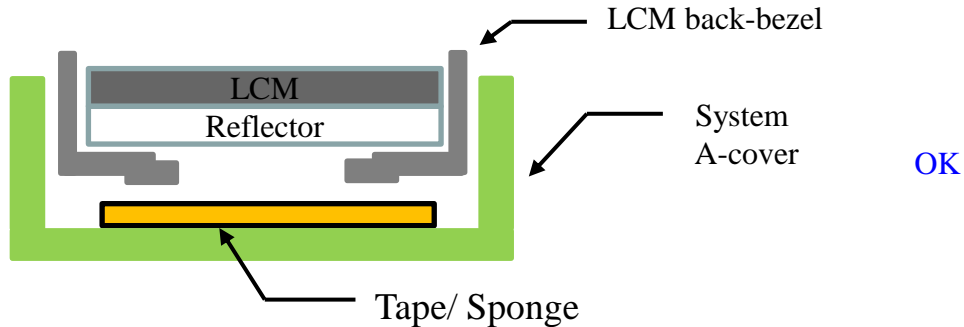 LCM back-bezel
LCM
Reflector
System
A-cover
OK
Tape/ Sponge